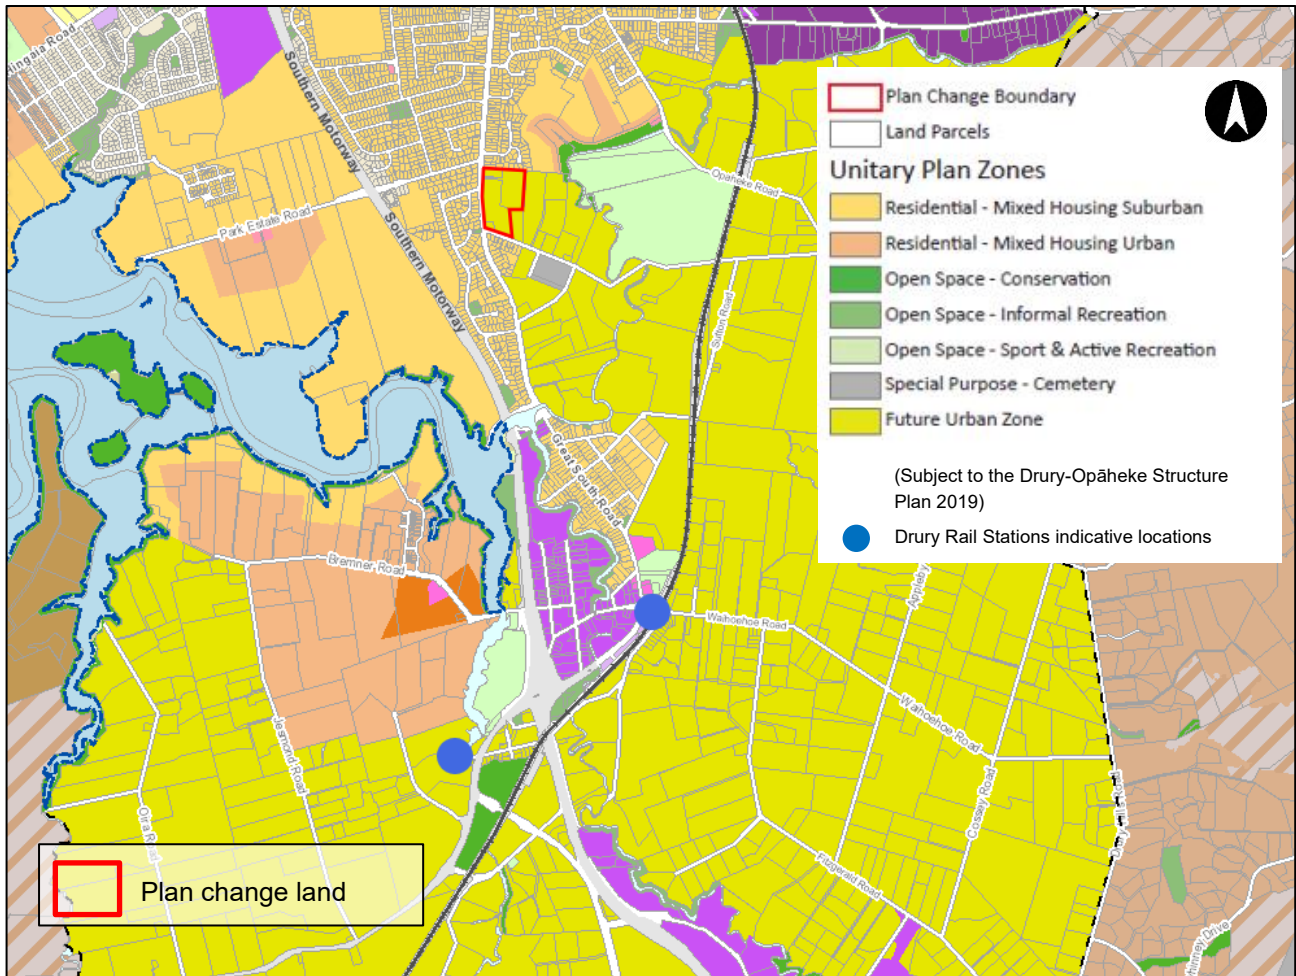 Southern Motorway
Park Estate Road
Southern Motorway
Opaheke Road
Sutton Road
Great South Road
Bremner Road
Jesmond Road
Oira Road
Waihoehoe Road
Waihoehoe Road
Appleby
Cossey Road
Fitzgerald Road
Drury Hills Road
Drive
Plan Change Boundary
Land Parcels
Unitary Plan Zones
Residential - Mixed Housing Suburban
Residential - Mixed Housing Urban
Open Space - Conservation
Open Space - Informal Recreation
Open Space - Sport & Active Recreation
Special Purpose - Cemetery
Future Urban Zone
(Subject to the Drury-Opāheke Structure
Plan 2019)
Drury Rail Stations indicative locations
Plan change land